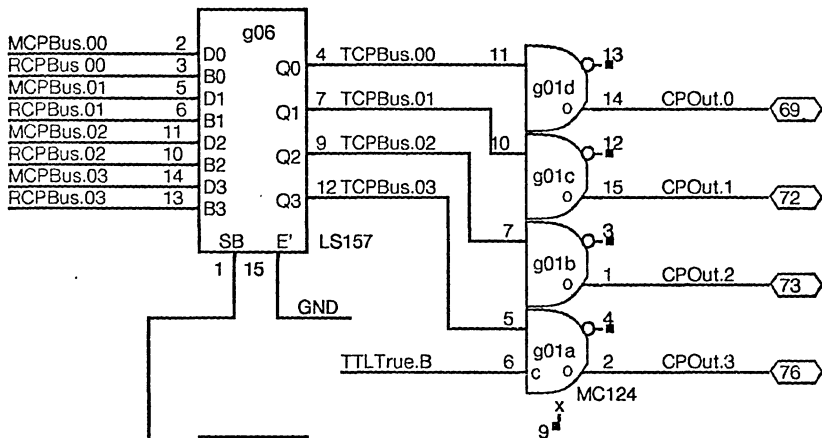 g06
MCPBus.00 2 D0
RCPBus 00 3 B0
MCPBus.01 5 D1
RCPBus.01 6 B1
MCPBus.02 11 D2
RCPBus.02 10 B2
MCPBus.03 14 D3
RCPBus.03 13 B3
Q0 4 TCPBus.00 11
Q1 7 TCPBus.01 10
Q2 9 TCPBus.02 7
Q3 12 TCPBus.03 5
SB E' LS157
1 15
GND
13
g01d
o 14 CPOut.0 69
12
g01c
o 15 CPOut.1 72
3
g01b
o 1 CPOut.2 73
4
g01a
TTLTrue.B 6 c o 2 CPOut.3 76
MC124
x
9